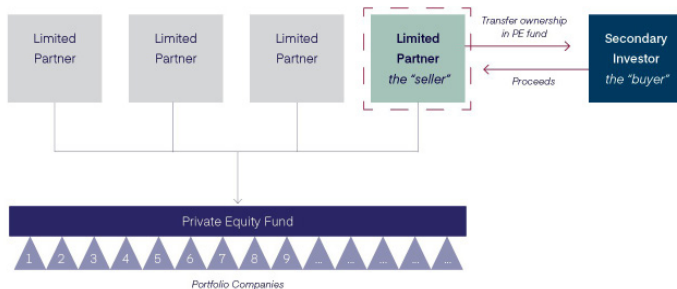 Limited
Partner
Limited
Partner
Limited
Partner
Limited
Partner
the "seller"
Transfer ownership
in PE fund
Proceeds
Secondary
Investor
the "buyer"
Private Equity Fund
1 2 3 4 5 6 7 8 9 ... ... ... ... ...
Portfolio Companies